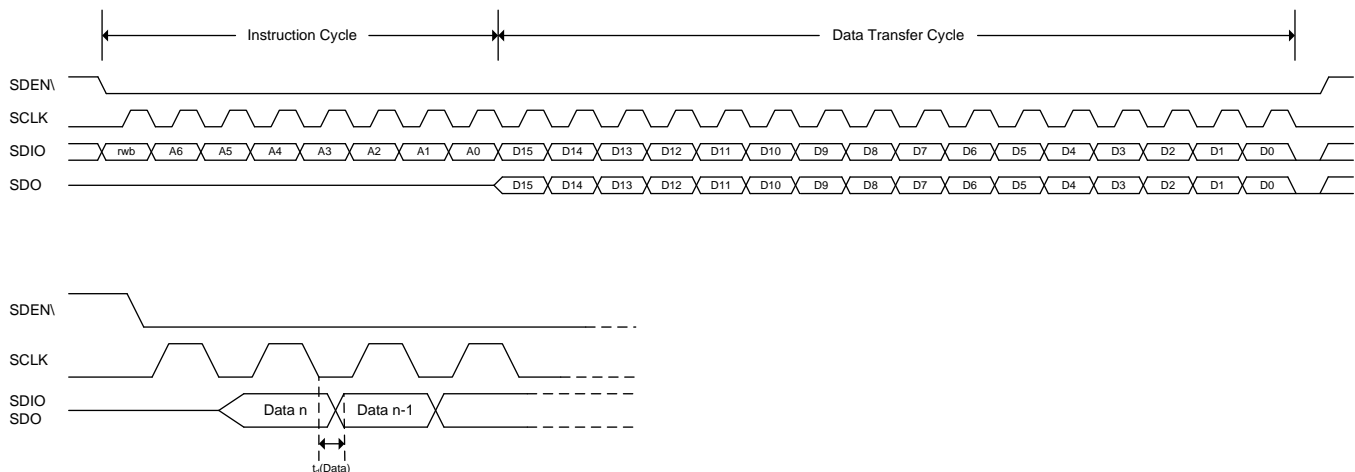 Instruction Cycle Data Transfer Cycle
SDEN\
SCLK
SDIO rwb A6 A5 A4 A3 A2 A1 A0 D15 D14 D13 D12 D11 D10 D9 D8 D7 D6 D5 D4 D3 D2 D1 D0
SDO D15 D14 D13 D12 D11 D10 D9 D8 D7 D6 D5 D4 D3 D2 D1 D0
SDEN\
SCLK
SDIO
SDO
Data n Data n-1
td(Data)